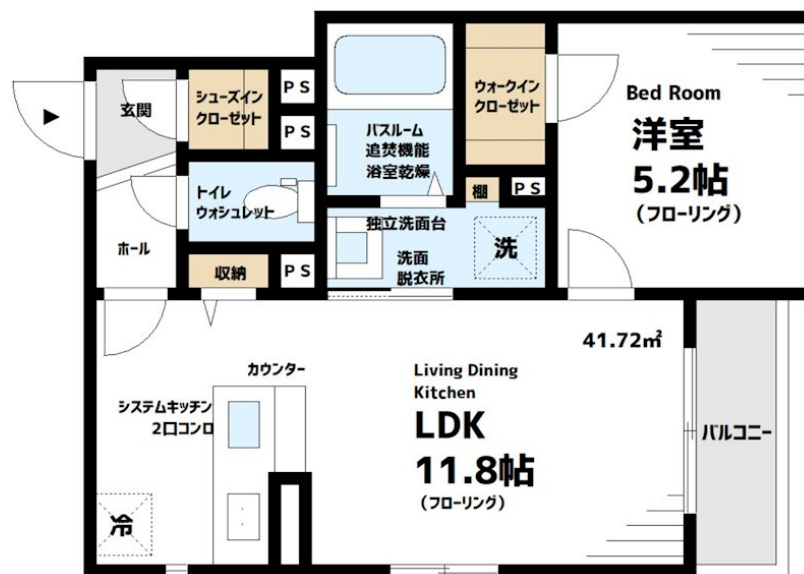 玄関
シューズイン
クローゼット
PS
PS
バスルーム
追焚機能
浴室乾燥
ウォークイン
クローゼット
Bed Room
洋室
5.2帖
(フローリング)
トイレ
ウォシュレット
棚
PS
ホール
収納
PS
独立洗面台
洗面
脱衣所
洗
41.72㎡
カウンター
システムキッチン
2口コンロ
Living Dining
Kitchen
LDK
11.8帖
(フローリング)
バルコニー
冷